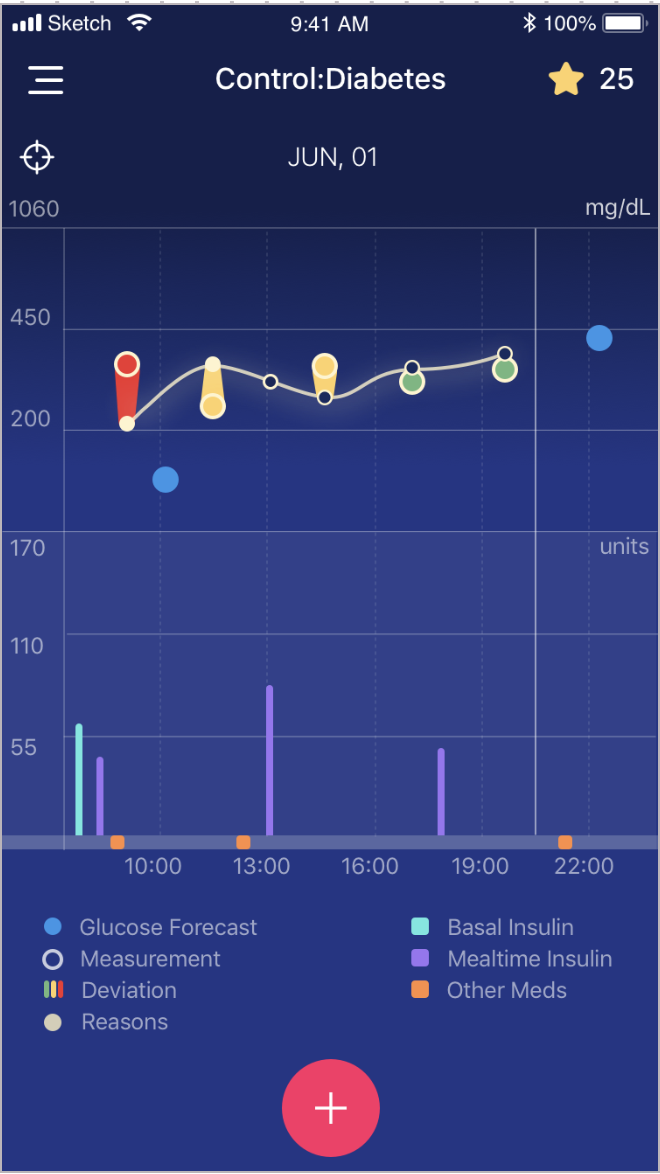 Sketch 9:41 AM 100%
Control:Diabetes 25
JUN, 01
1060 mg/dL
450
200
170 units
110
55
10:00 13:00 16:00 19:00 22:00
Glucose Forecast Basal Insulin
Measurement Mealtime Insulin
Deviation Other Meds
Reasons